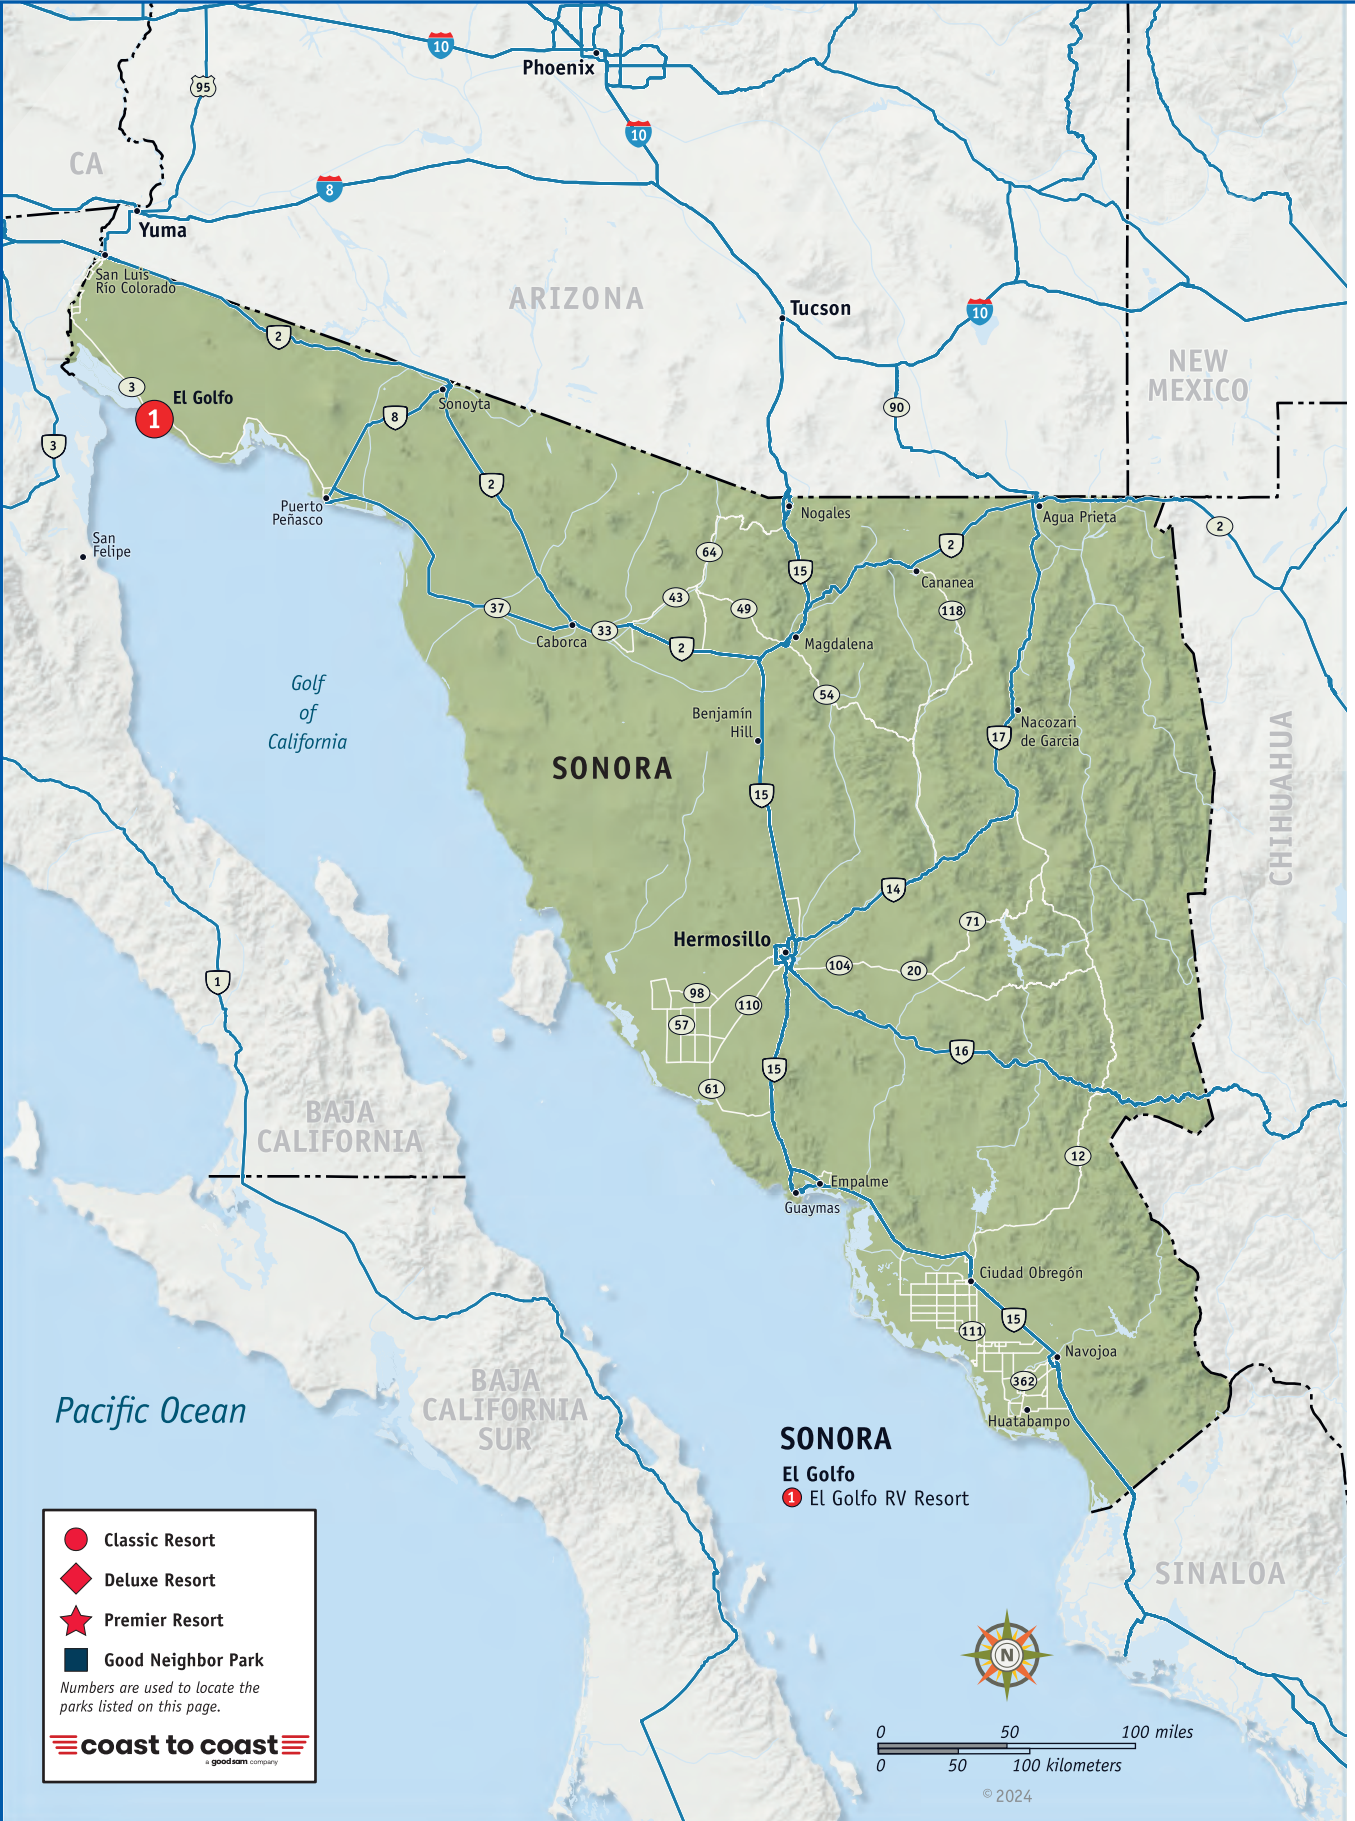 10
Phoenix
95
10
CA
8
Yuma
San Luis
Río Colorado
ARIZONA
Tucson
10
2
NEW
MEXICO
3
El Golfo
1
Sonoyta
8
90
3
2
Puerto
Peñasco
Nogales
Agua Prieta
2
San
Felipe
64
15
2
Cananea
43
49
118
37
33
Caborca
2
Magdalena
54
Golf
of
California
Benjamín
Hill
Nacozari
de Garcia
17
SONORA
15
CHIHUAHUA
14
71
Hermosillo
104
20
1
98
110
57
16
15
61
BAJA
CALIFORNIA
12
Empalme
Guaymas
Ciudad Obregón
15
111
Navojoa
362
Huatabampo
BAJA
CALIFORNIA
SUR
Pacific Ocean
SONORA
El Golfo
1 El Golfo RV Resort
SINALOA
Classic Resort
Deluxe Resort
Premier Resort
Good Neighbor Park
Numbers are used to locate the
parks listed on this page.
coast to coast
a good sam company
N
0 50 100 miles
0 50 100 kilometers
© 2024